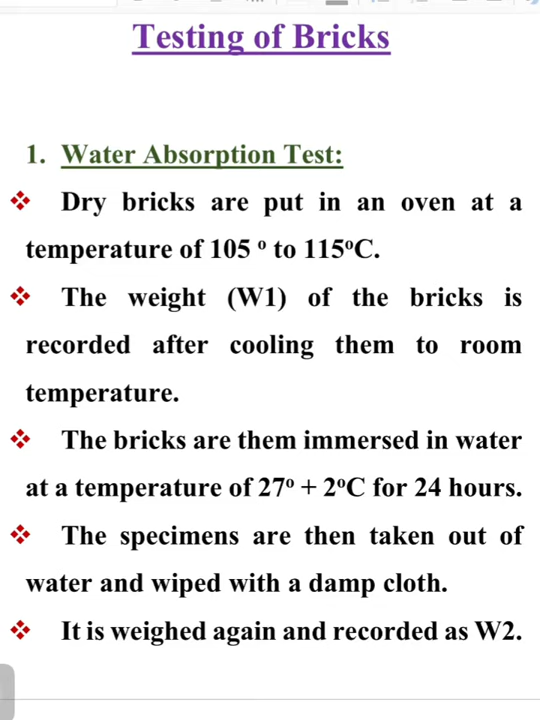 Testing of Bricks
1. Water Absorption Test:
❖ Dry bricks are put in an oven at a
temperature of 105 º to 115ºC.
❖ The weight (W1) of the bricks is
recorded after cooling them to room
temperature.
❖ The bricks are them immersed in water
at a temperature of 27º + 2ºC for 24 hours.
❖ The specimens are then taken out of
water and wiped with a damp cloth.
❖ It is weighed again and recorded as W2.